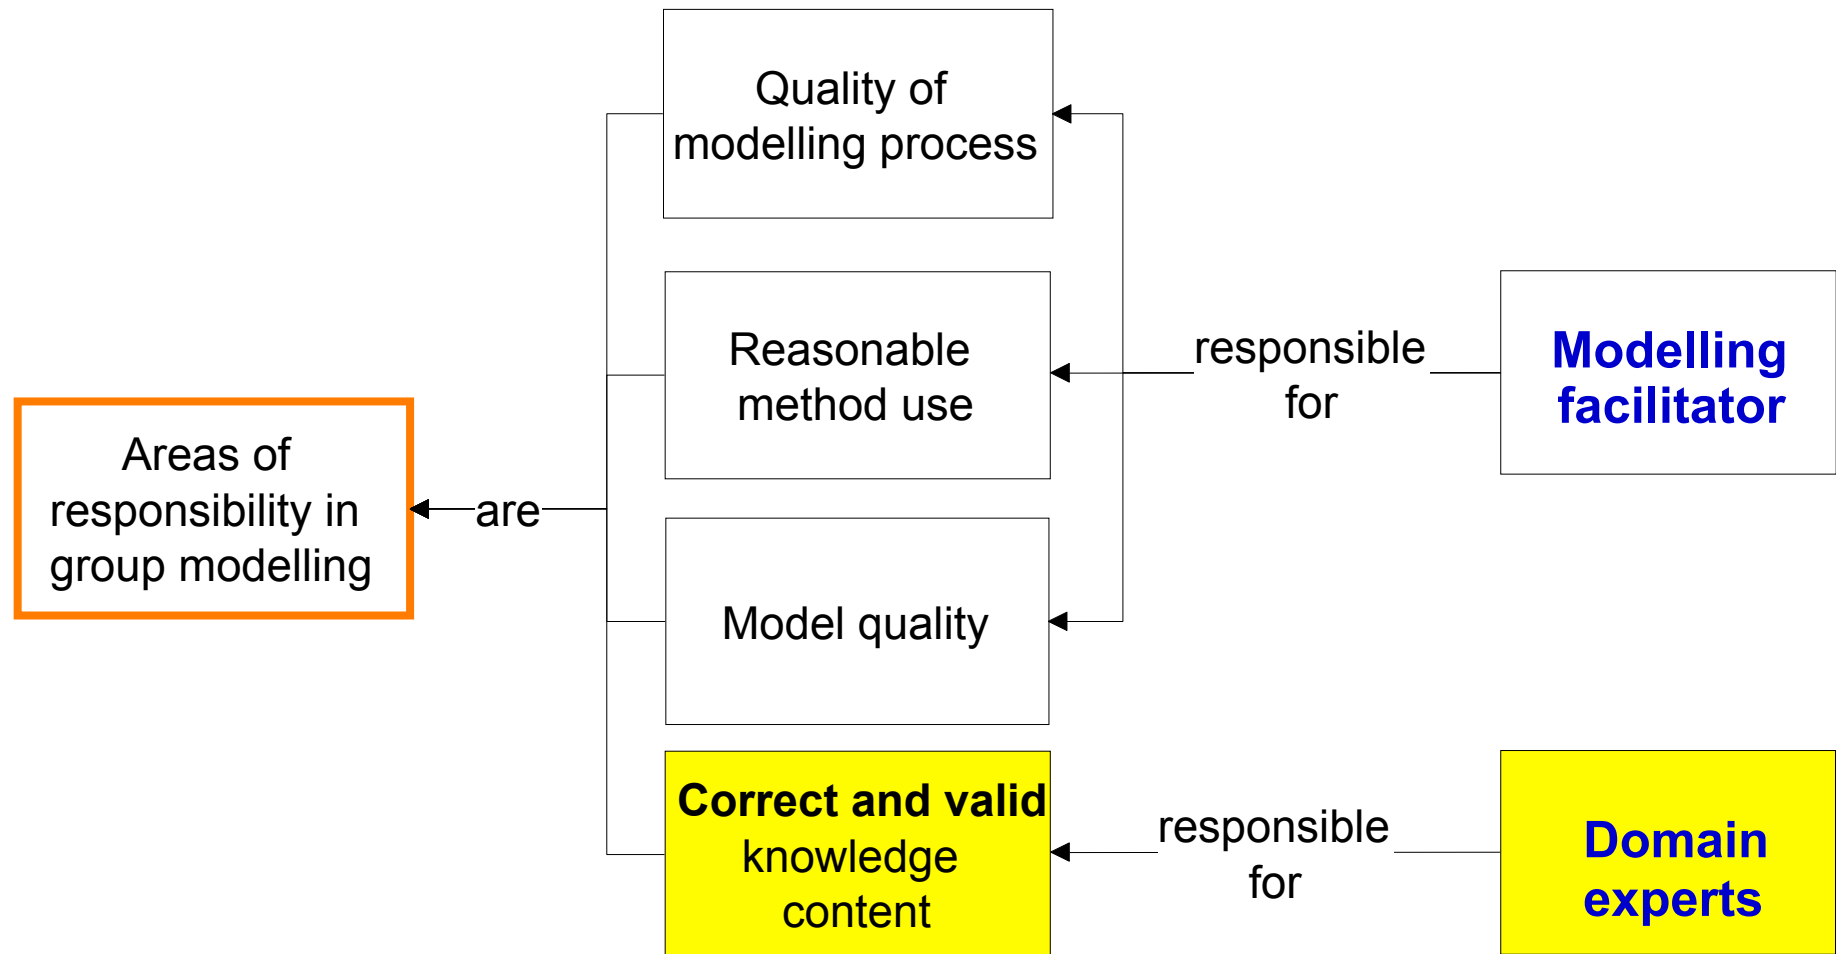 Quality of
modelling process
Reasonable
method use
responsible
for
Modelling
facilitator
Areas of
responsibility in
group modelling
are
Model quality
Correct and valid
knowledge
content
responsible
for
Domain
experts